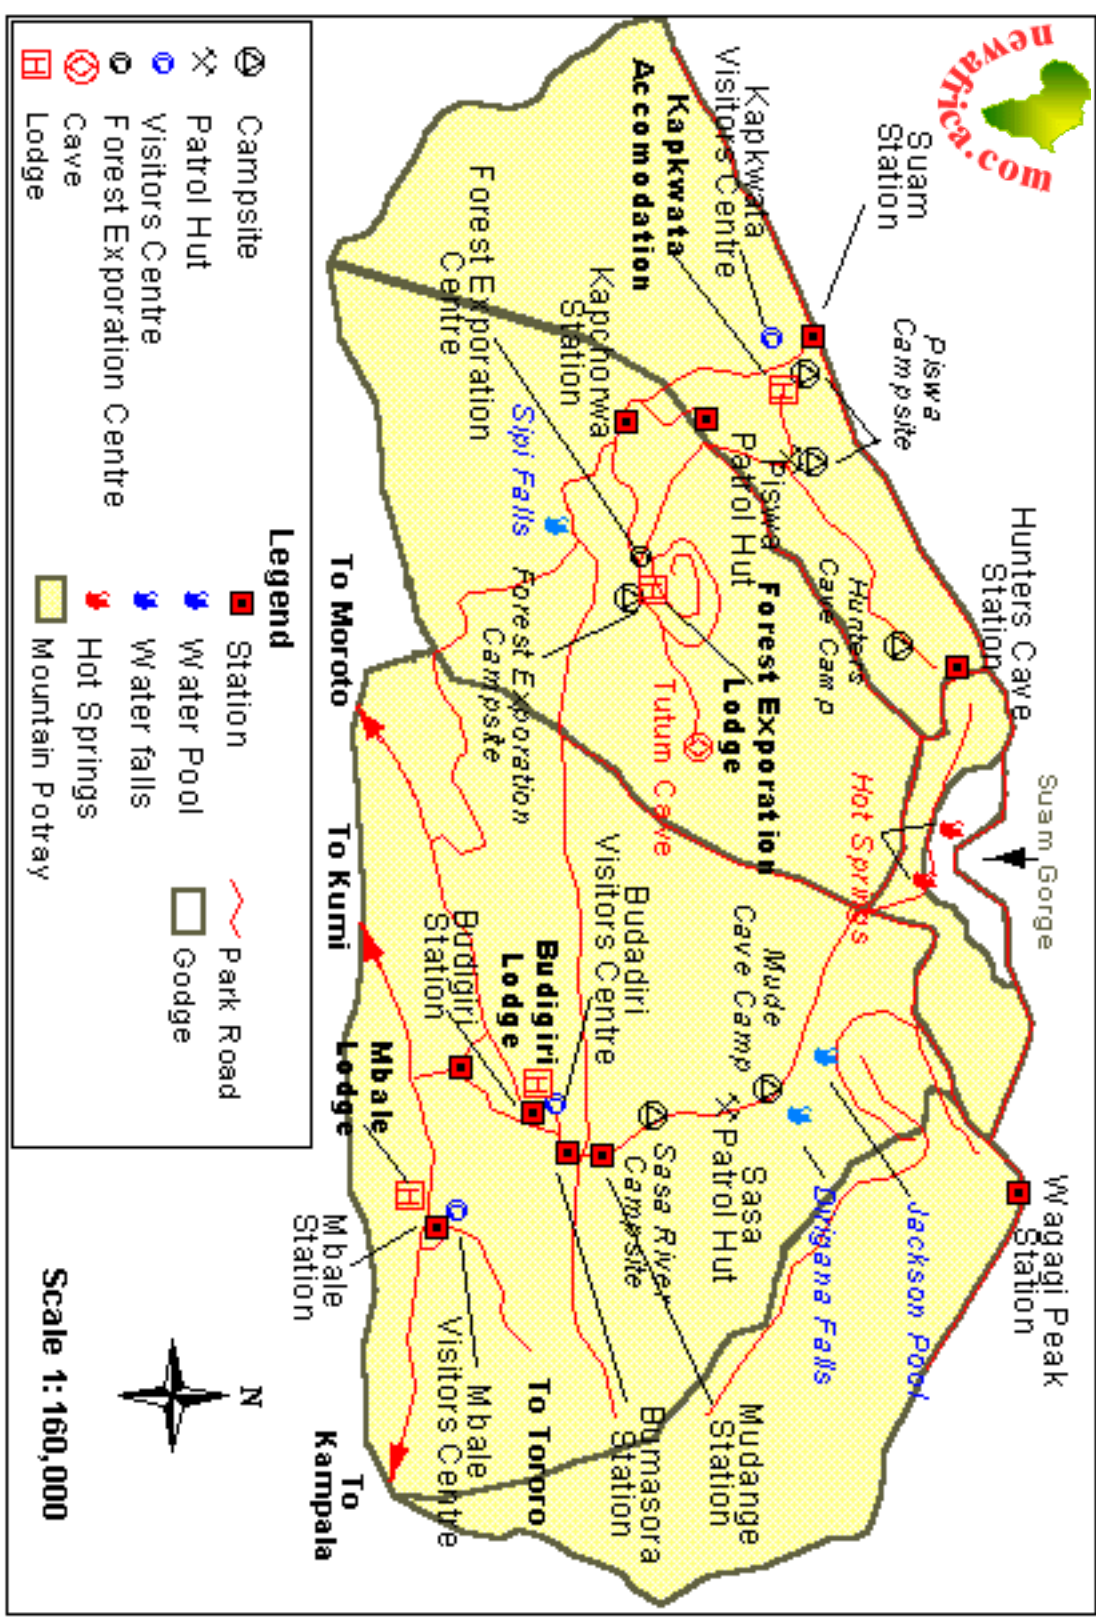 newafrica.com
Suam
Station
Kapkwata
Visitors Centre
Kapkwata
Accomodation
Piswa
Campsite
Forest Exporation
Centre
Kapchorwa
Station
Piswa
Patrol Hut
Hunters Cave
Station
Hunters
Cave Camp
Sipi Falls
Forest Exporation
Lodge
Forest Exporation
Campsite
Tutum Cave
Suam Gorge
Hot Springs
Mude
Cave Camp
Budadiri
Visitors Centre
Budigiri
Lodge
Budigiri
Station
Wagagi Peak
Station
Jackson Pool
Dirigana Falls
Sasa
Patrol Hut
Sasa River
Campsite
Mudange
Station
Bumasora
Station
Mbale
Lodge
Mbale
Station
Mbale
Visitors Centre
To Moroto
To Kumi
To Tororo
To
Kampala
Legend
Campsite
Patrol Hut
Visitors Centre
Forest Exporation Centre
Cave
Lodge
Station
Water Pool
Water falls
Hot Springs
Mountain Potray
Park Road
Godge
N
Scale 1:160,000